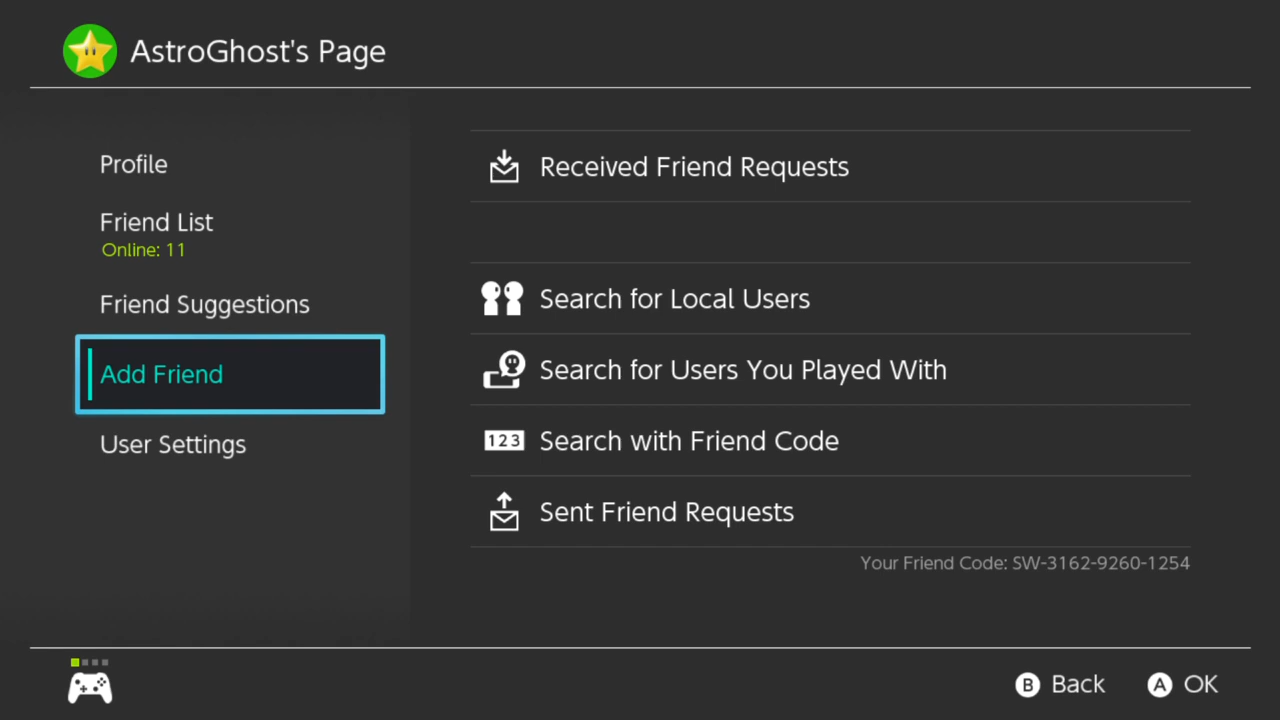 AstroGhost's Page
Profile
Friend List
Online: 11
Friend Suggestions
Add Friend
User Settings
Received Friend Requests
Search for Local Users
Search for Users You Played With
123 Search with Friend Code
Sent Friend Requests
Your Friend Code: SW-3162-9260-1254
B Back
A OK